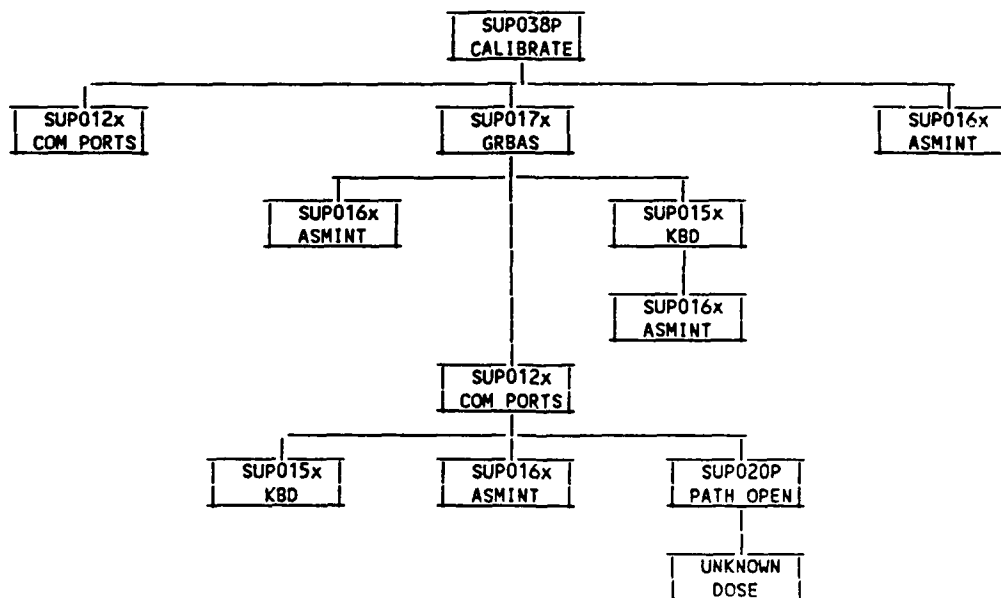 SUP038P
CALIBRATE
SUP012x
COM PORTS
SUP017x
GRBAS
SUP016x
ASMINT
SUP016x
ASMINT
SUP015x
KBD
SUP016x
ASMINT
SUP012x
COM PORTS
SUP015x
KBD
SUP016x
ASMINT
SUP020P
PATH OPEN
UNKNOWN
DOSE